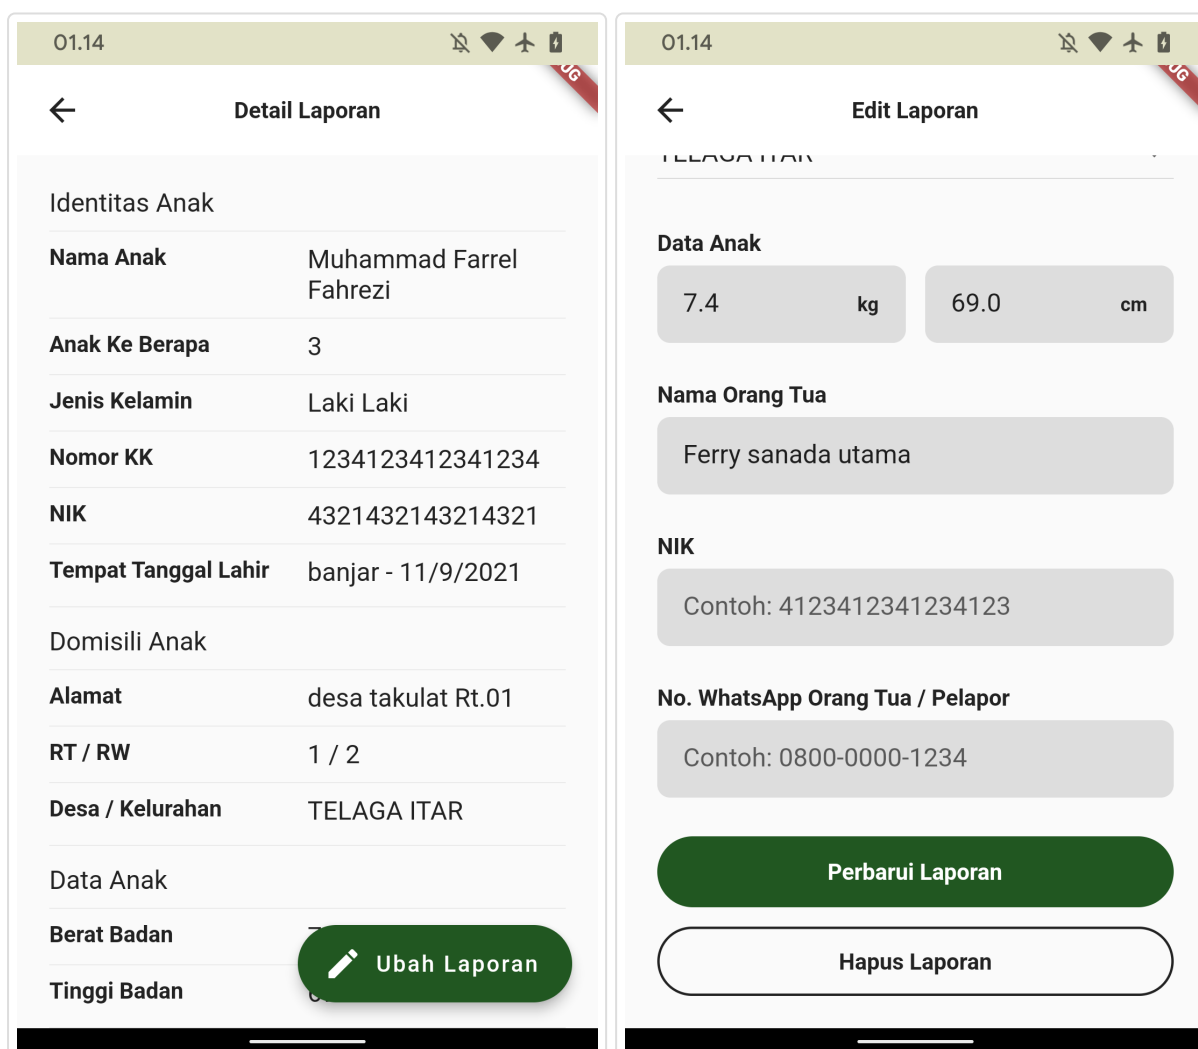 01.14
UG
Detail Laporan
Identitas Anak
Nama Anak
Muhammad Farrel
Fahrezi
Anak Ke Berapa
3
Jenis Kelamin
Laki Laki
Nomor KK
1234123412341234
NIK
4321432143214321
Tempat Tanggal Lahir
banjar - 11/9/2021
Domisili Anak
Alamat
desa takulat Rt.01
RT / RW
1 / 2
Desa / Kelurahan
TELAGA ITAR
Data Anak
Berat Badan
Tinggi Badan
Ubah Laporan
01.14
UG
Edit Laporan
TELAGA ITAR
Data Anak
7.4 kg
69.0 cm
Nama Orang Tua
Ferry sanada utama
NIK
Contoh: 4123412341234123
No. WhatsApp Orang Tua / Pelapor
Contoh: 0800-0000-1234
Perbarui Laporan
Hapus Laporan